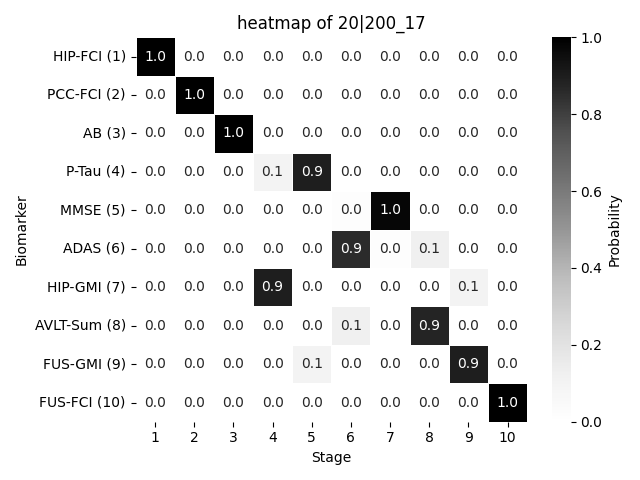 heatmap of 20|200_17
HIP-FCI (1) 1.0 0.0 0.0 0.0 0.0 0.0 0.0 0.0 0.0 0.0
PCC-FCI (2) 0.0 1.0 0.0 0.0 0.0 0.0 0.0 0.0 0.0 0.0
AB (3) 0.0 0.0 1.0 0.0 0.0 0.0 0.0 0.0 0.0 0.0
P-Tau (4) 0.0 0.0 0.0 0.1 0.9 0.0 0.0 0.0 0.0 0.0
MMSE (5) 0.0 0.0 0.0 0.0 0.0 0.0 1.0 0.0 0.0 0.0
ADAS (6) 0.0 0.0 0.0 0.0 0.0 0.9 0.0 0.1 0.0 0.0
HIP-GMI (7) 0.0 0.0 0.0 0.9 0.0 0.0 0.0 0.0 0.1 0.0
AVLT-Sum (8) 0.0 0.0 0.0 0.0 0.0 0.1 0.0 0.9 0.0 0.0
FUS-GMI (9) 0.0 0.0 0.0 0.0 0.1 0.0 0.0 0.0 0.9 0.0
FUS-FCI (10) 0.0 0.0 0.0 0.0 0.0 0.0 0.0 0.0 0.0 1.0
1 2 3 4 5 6 7 8 9 10
Stage
Biomarker
1.0
0.8
0.6
0.4
0.2
0.0
Probability